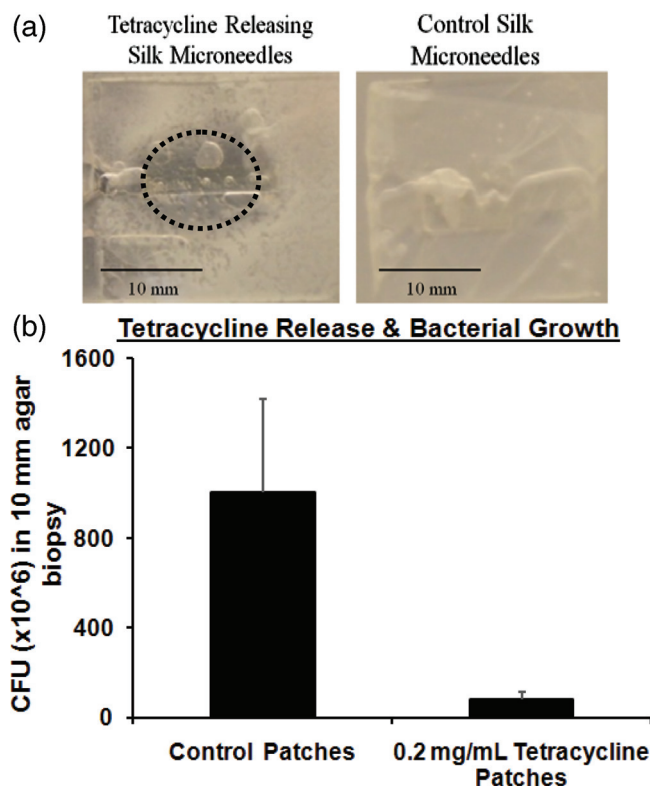 (a)
Tetracycline Releasing
Silk Microneedles
Control Silk
Microneedles
10 mm
10 mm
(b)
Tetracycline Release & Bacterial Growth
CFU (x10^6) in 10 mm agar
biopsy
1600
1200
800
400
0
Control Patches
0.2 mg/mL Tetracycline
Patches